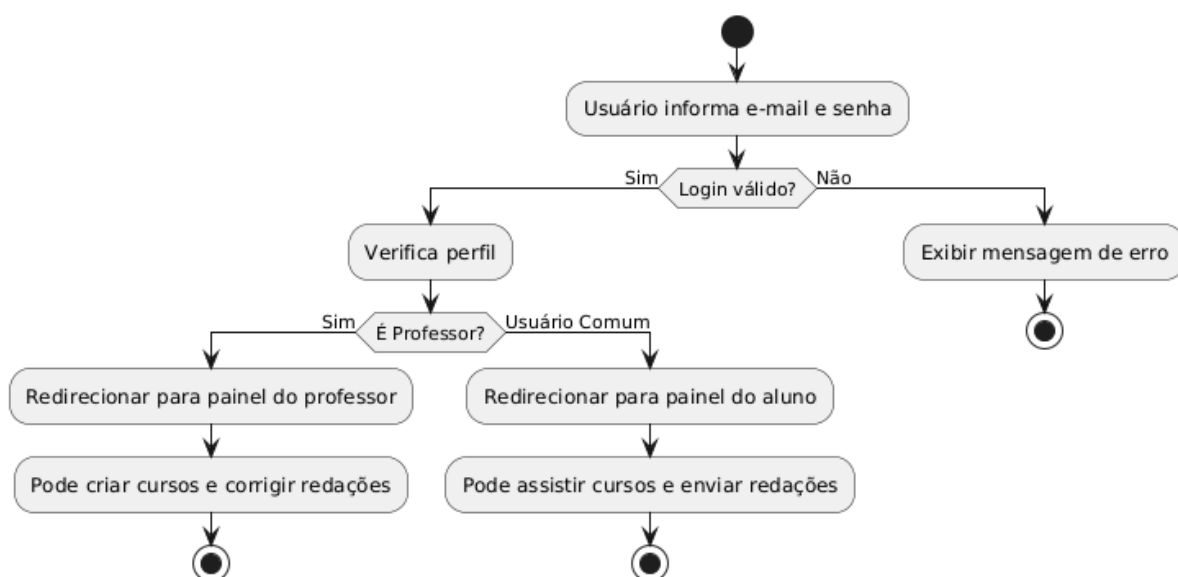 Usuário informa e-mail e senha
Sim
Login válido?
Não
Verifica perfil
Exibir mensagem de erro
Sim
É Professor?
Usuário Comum
Redirecionar para painel do professor
Redirecionar para painel do aluno
Pode criar cursos e corrigir redações
Pode assistir cursos e enviar redações